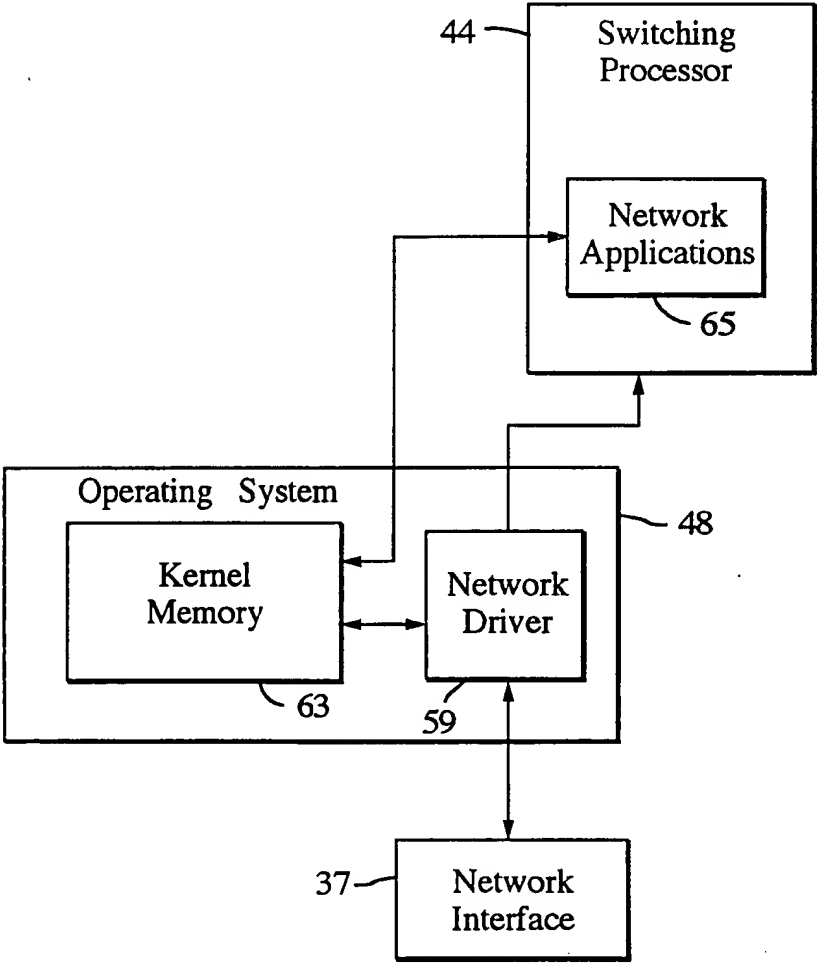 44
Switching
Processor
Network
Applications
65
Operating System
48
Kernel
Memory
Network
Driver
63
59
37
Network
Interface